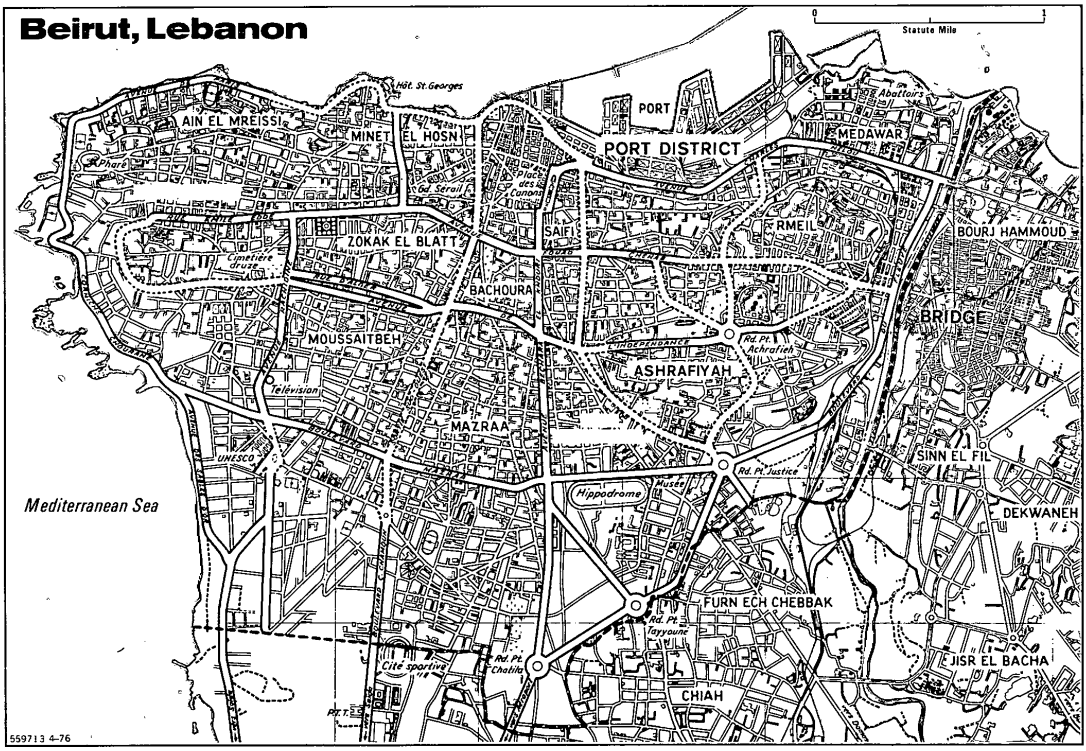 Beirut, Lebanon
0 1
Statute Mile
Hôt. St. Georges
AIN EL MREISSI
MINET EL HOSN
PORT
PORT DISTRICT
Abattoirs
MEDAWAR
Phare
Gd. Sérail
Place des Canons
AVENUE
RMEIL
SAIFI
BOURJ HAMMOUD
ZOKAK EL BLATT
Cimetière druze
BACHOURA
BRIDGE
MOUSSAITBEH
INDEPENDANCE
Rd. Pt. Achrafieh
ASHRAFIYAH
Télévision
MAZRAA
UNESCO
SINN EL FIL
Rd. Pt. Justice
Musée
Hippodrome
Mediterranean Sea
DEKWANEH
FURN ECH CHEBBAK
Rd. Pt. Tayyouné
JISR EL BACHA
Cité sportive
Rd. Pt. Chatila
CHIAH
P.T.T.
559713 4-76